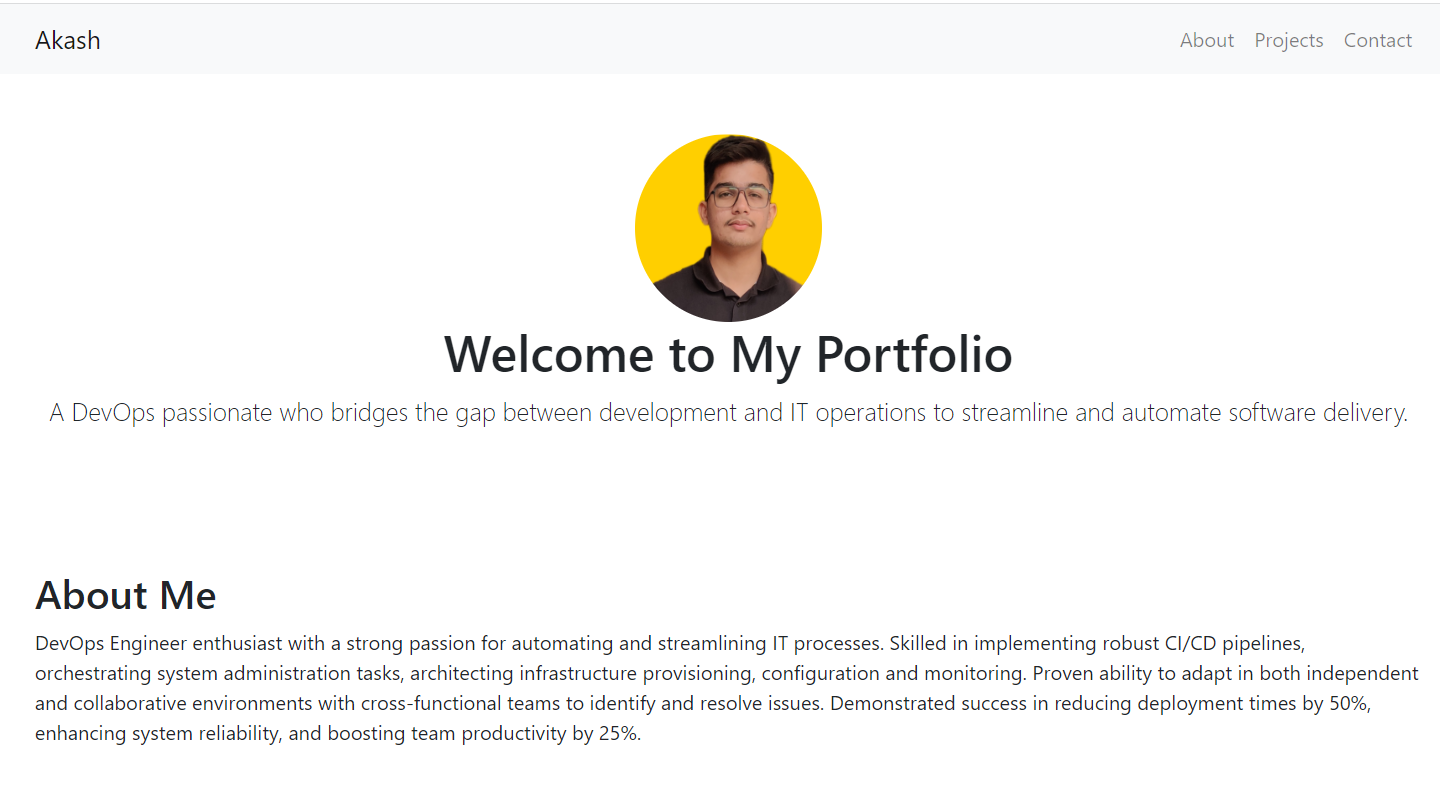 Akash
About Projects Contact
Welcome to My Portfolio
A DevOps passionate who bridges the gap between development and IT operations to streamline and automate software delivery.
About Me
DevOps Engineer enthusiast with a strong passion for automating and streamlining IT processes. Skilled in implementing robust CI/CD pipelines,
orchestrating system administration tasks, architecting infrastructure provisioning, configuration and monitoring. Proven ability to adapt in both independent
and collaborative environments with cross-functional teams to identify and resolve issues. Demonstrated success in reducing deployment times by 50%,
enhancing system reliability, and boosting team productivity by 25%.